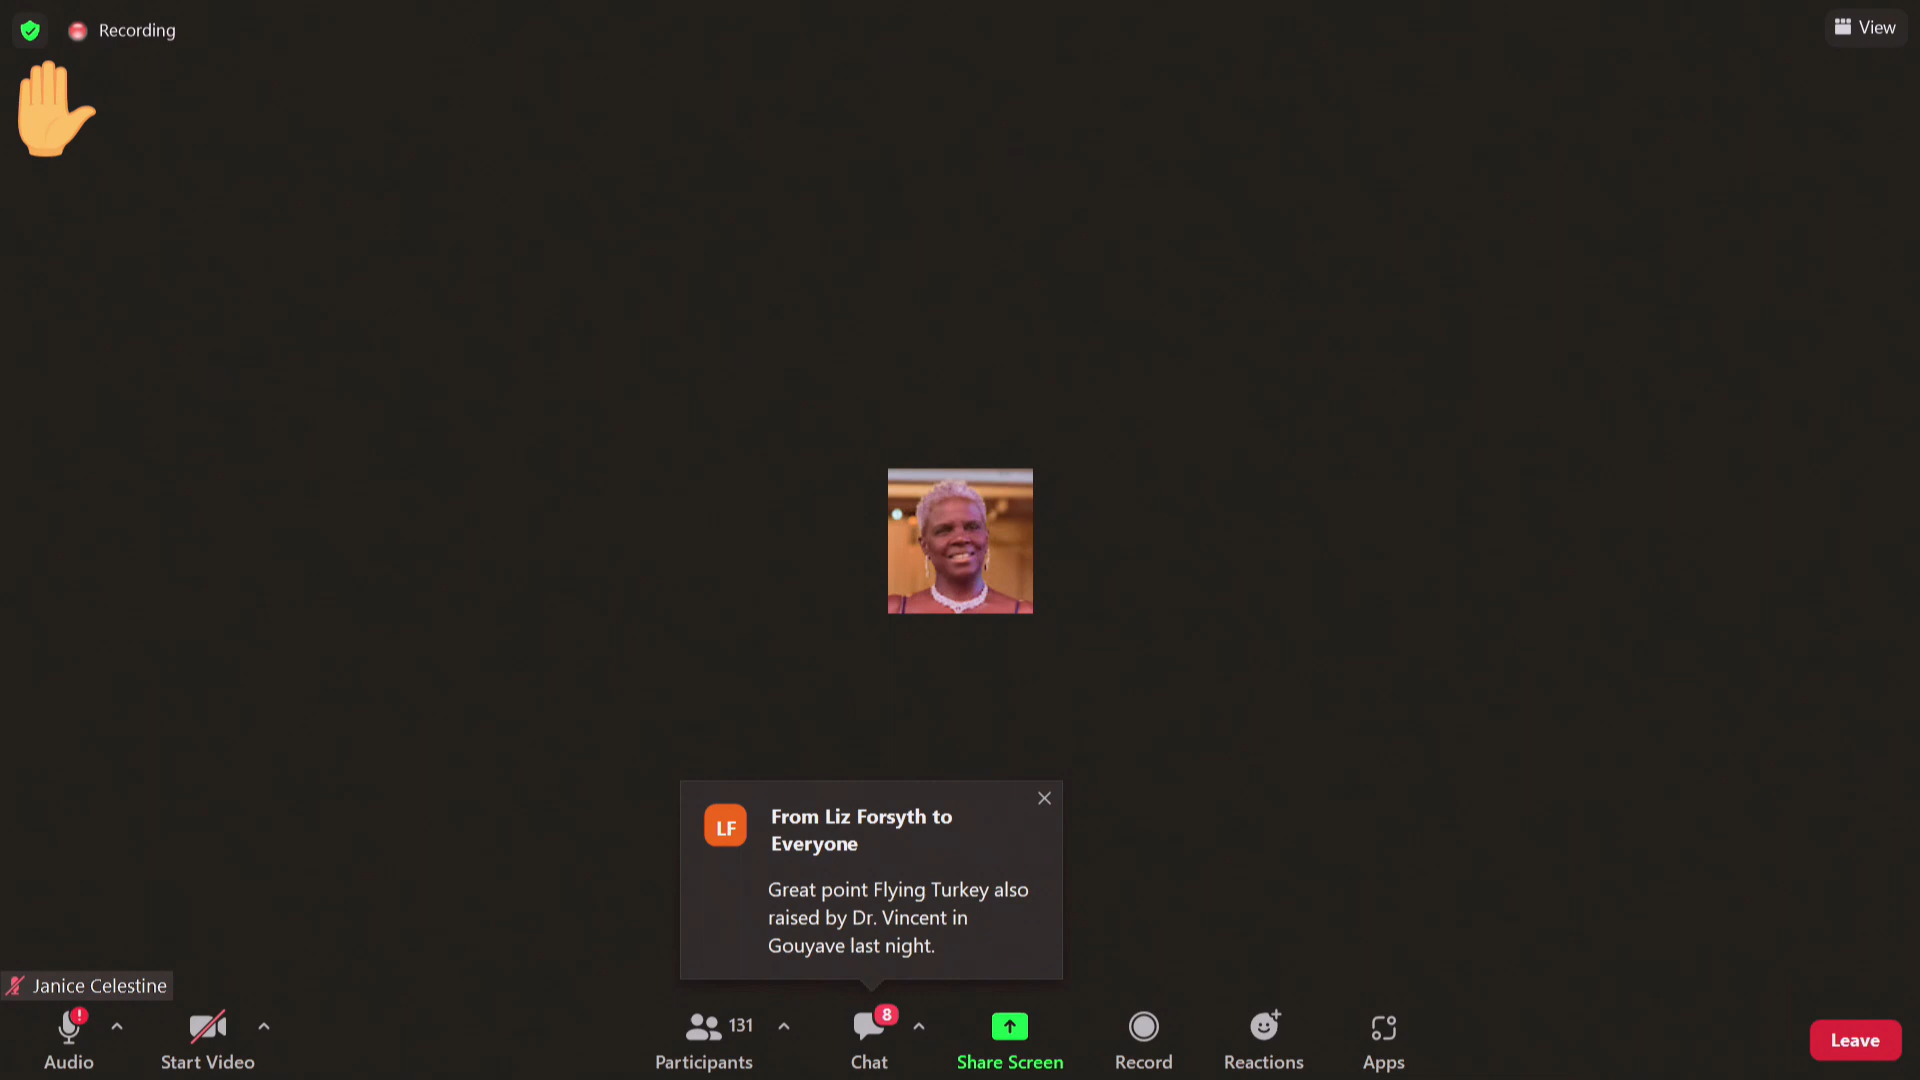 Recording
View
LF
From Liz Forsyth to
Everyone
Great point Flying Turkey also
raised by Dr. Vincent in
Gouyave last night.
Janice Celestine
!
131
8
Audio
Start Video
Participants
Chat
Share Screen
Record
Reactions
Apps
Leave